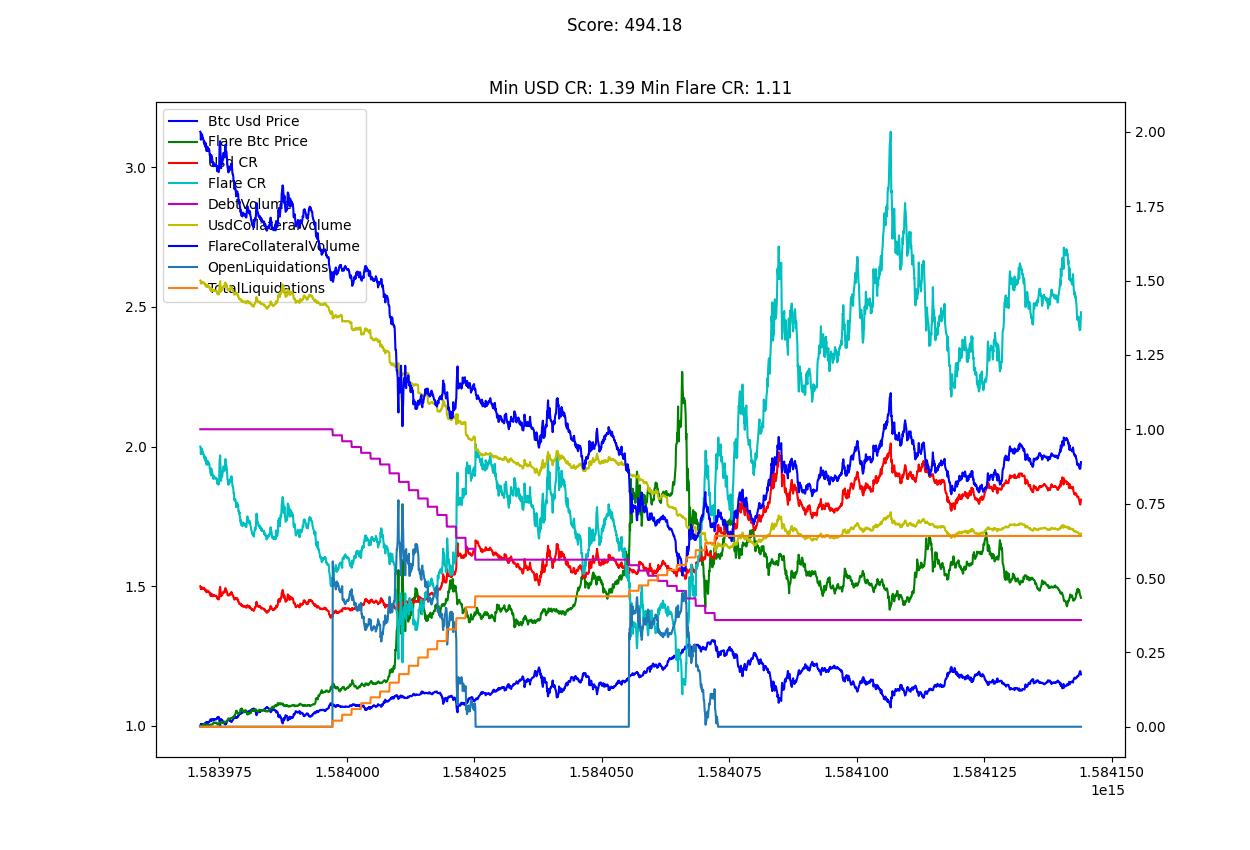 Score: 494.18
Min USD CR: 1.39 Min Flare CR: 1.11
Btc Usd Price
Flare Btc Price
Usd CR
Flare CR
DebtVolume
UsdCollateralVolume
FlareCollateralVolume
OpenLiquidations
TotalLiquidations
3.0
2.5
2.0
1.5
1.0
2.00
1.75
1.50
1.25
1.00
0.75
0.50
0.25
0.00
1.583975 1.584000 1.584025 1.584050 1.584075 1.584100 1.584125 1.584150
1e15